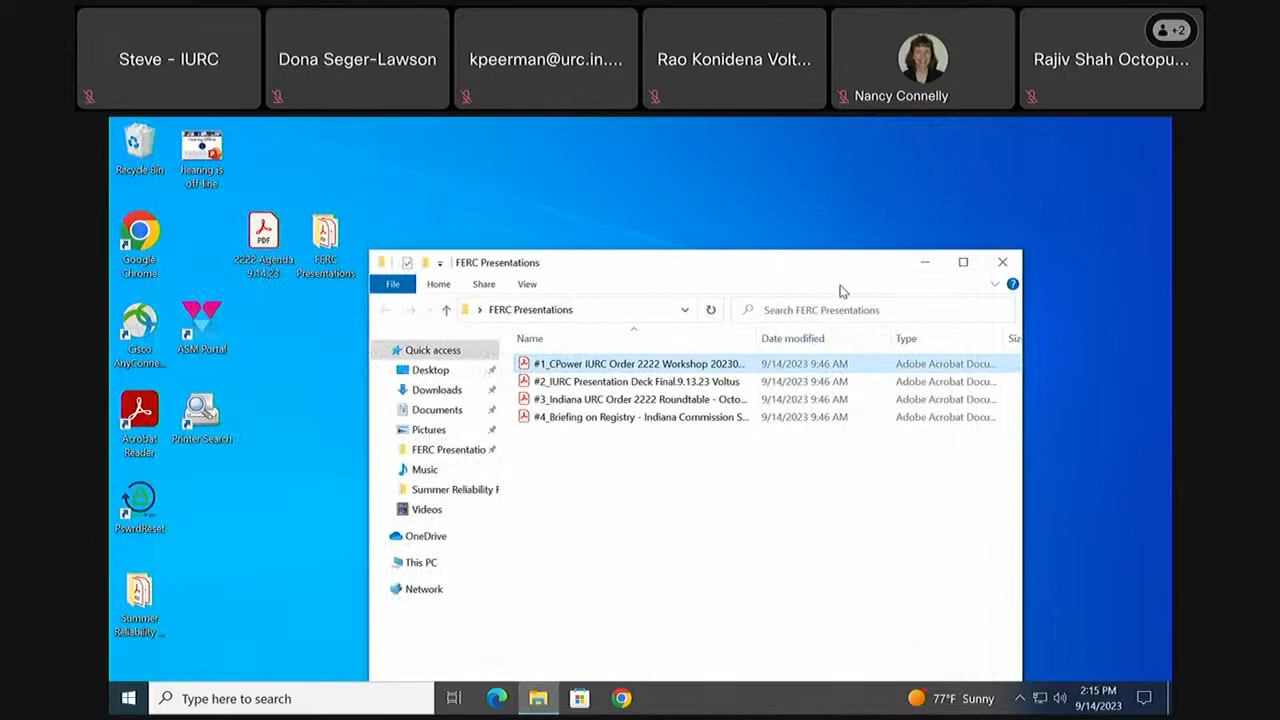 Steve - IURC
Dona Seger-Lawson
kpeerman@urc.in....
Rao Konidena Volt...
Nancy Connelly
+2
Rajiv Shah Octopu...
Recycle Bin
hearing is
off line
Google
Chrome
PDF
2222 Agenda
9.14.23
FERC
Presentations
Cisco
AnyConne...
ASM Portal
Acrobat
Reader
Printer Search
PswrdReset
Summer
Reliability ...
FERC Presentations
File Home Share View
FERC Presentations
Search FERC Presentations
Name Date modified Type Siz
Quick access
Desktop
Downloads
Documents
Pictures
FERC Presentatio
Music
Summer Reliability F
Videos
OneDrive
This PC
Network
#1_CPower IURC Order 2222 Workshop 20230... 9/14/2023 9:46 AM Adobe Acrobat Docu...
#2_IURC Presentation Deck Final.9.13.23 Voltus 9/14/2023 9:46 AM Adobe Acrobat Docu...
#3_Indiana URC Order 2222 Roundtable - Octo... 9/14/2023 9:46 AM Adobe Acrobat Docu...
#4_Briefing on Registry - Indiana Commission S... 9/14/2023 9:46 AM Adobe Acrobat Docu...
Type here to search
77°F Sunny
2:15 PM
9/14/2023